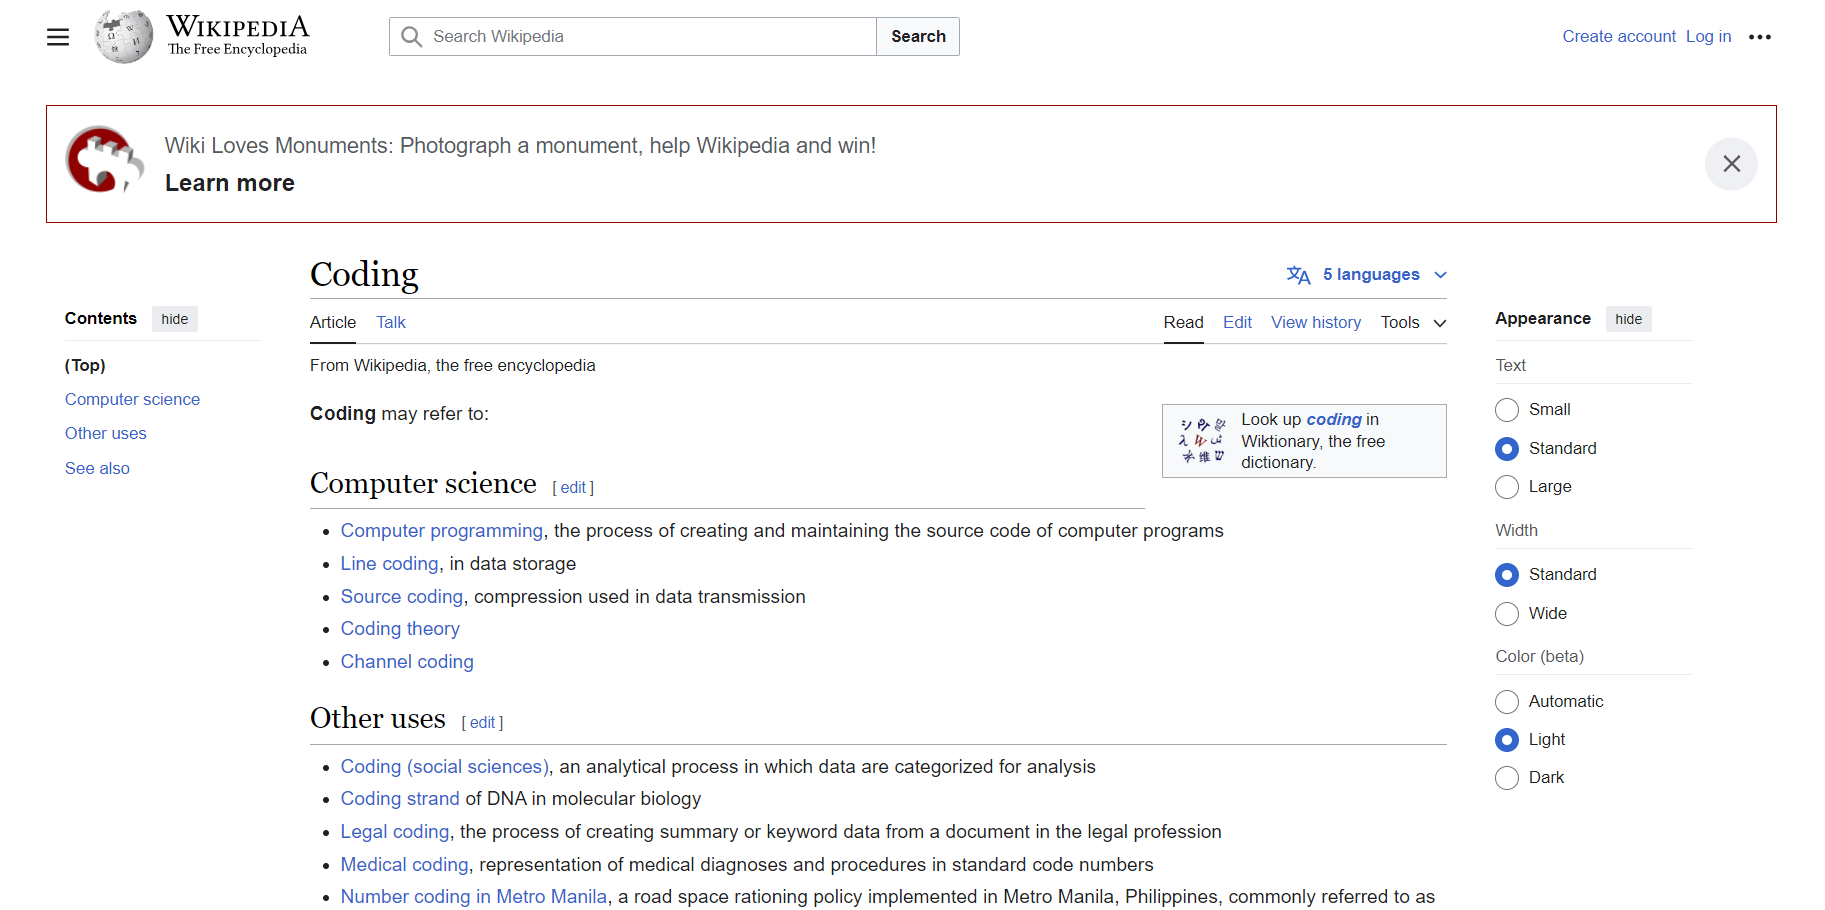 WIKIPEDIA
The Free Encyclopedia
Search Wikipedia
Search
Create account Log in
Wiki Loves Monuments: Photograph a monument, help Wikipedia and win!
Learn more
Contents hide
(Top)
Computer science
Other uses
See also
Coding
5 languages
Article Talk
Read Edit View history Tools
From Wikipedia, the free encyclopedia
Coding may refer to:
Look up coding in
Wiktionary, the free
dictionary.
Computer science [ edit ]
• Computer programming, the process of creating and maintaining the source code of computer programs
• Line coding, in data storage
• Source coding, compression used in data transmission
• Coding theory
• Channel coding
Other uses [ edit ]
• Coding (social sciences), an analytical process in which data are categorized for analysis
• Coding strand of DNA in molecular biology
• Legal coding, the process of creating summary or keyword data from a document in the legal profession
• Medical coding, representation of medical diagnoses and procedures in standard code numbers
• Number coding in Metro Manila, a road space rationing policy implemented in Metro Manila, Philippines, commonly referred to as
Appearance hide
Text
Small
Standard
Large
Width
Standard
Wide
Color (beta)
Automatic
Light
Dark